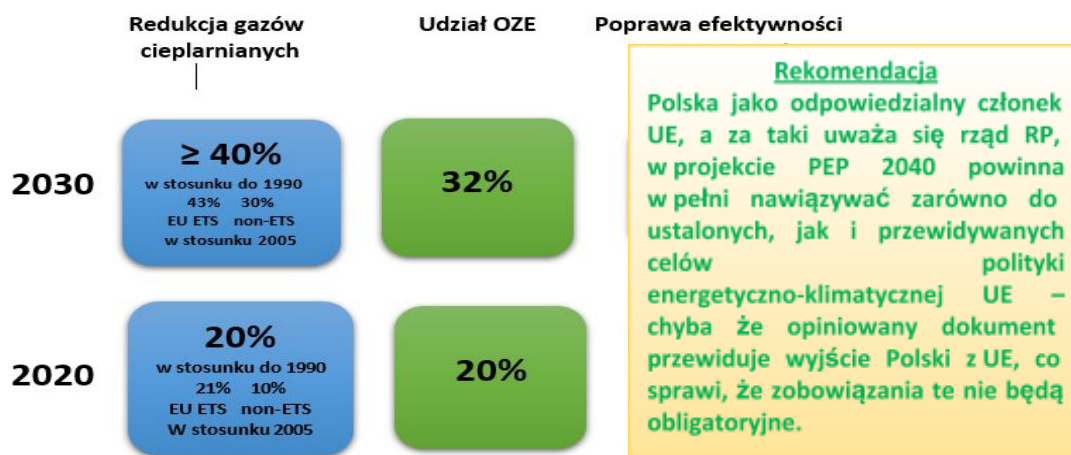 Redukcja gazów
cieplarnianych
Udział OZE
Poprawa efektywności
2030
≥ 40%
w stosunku do 1990
43% 30%
EU ETS non-ETS
w stosunku 2005
32%
2020
20%
w stosunku do 1990
21% 10%
EU ETS non-ETS
W stosunku 2005
20%
Rekomendacja
Polska jako odpowiedzialny członek
UE, a za taki uważa się rząd RP,
w projekcie PEP 2040 powinna
w pełni nawiązywać zarówno do
ustalonych, jak i przewidywanych
celów polityki
energetyczno-klimatycznej UE –
chyba że opiniowany dokument
przewiduje wyjście Polski z UE, co
sprawi, że zobowiązania te nie będą
obligatoryjne.